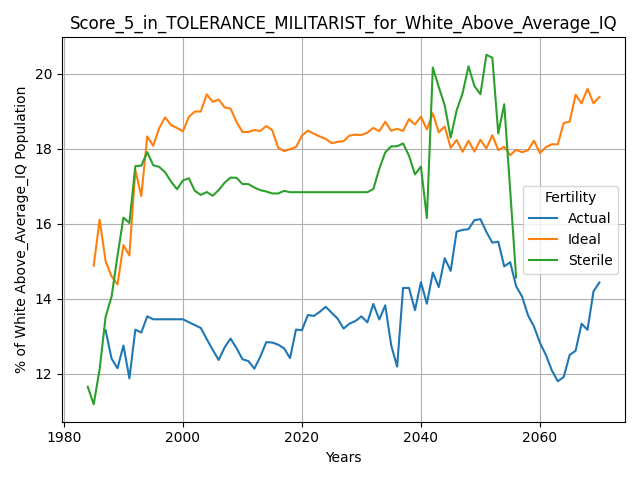 Score_5_in_TOLERANCE_MILITARIST_for_White_Above_Average_IQ
% of White Above_Average_IQ Population
20
18
16
14
12
Fertility
Actual
Ideal
Sterile
1980
2000
2020
2040
2060
Years